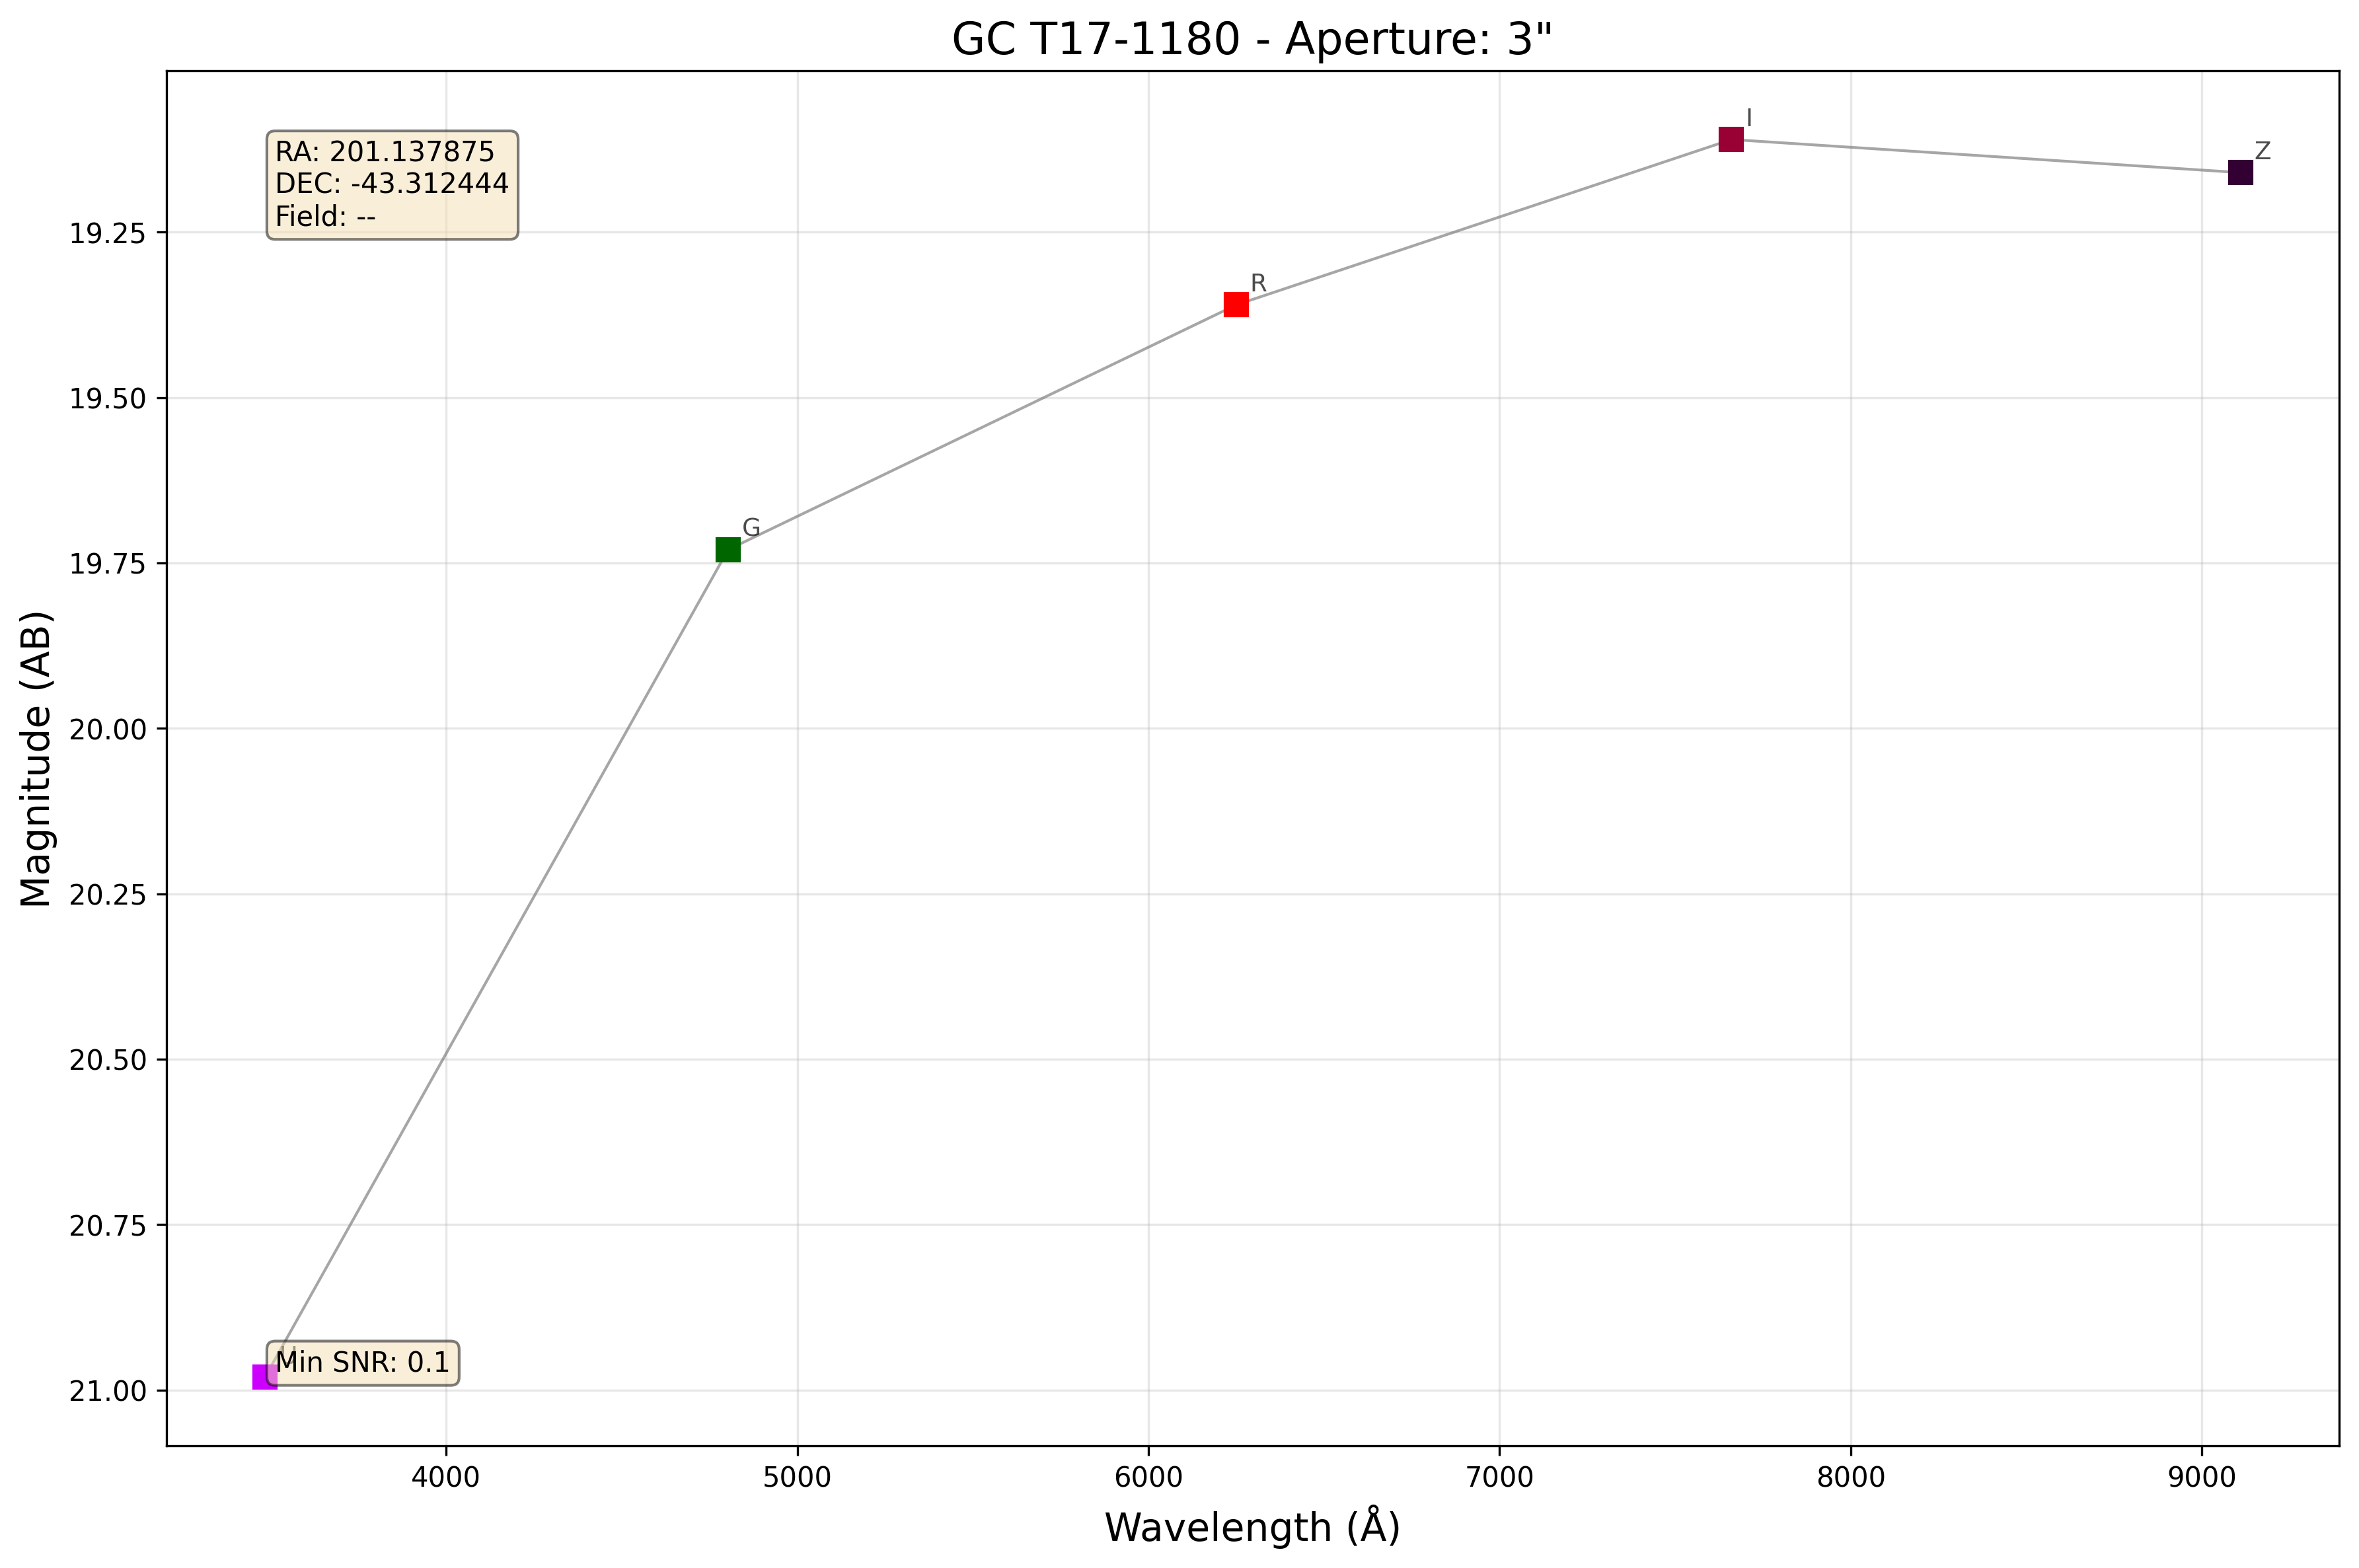 GC T17-1180 - Aperture: 3"
RA: 201.137875
DEC: -43.312444
Field: --
I
Z
19.25
R
19.50
G
19.75
20.00
Magnitude (AB)
20.25
20.50
20.75
Min SNR: 0.1
21.00
4000 5000 6000 7000 8000 9000
Wavelength (Å)